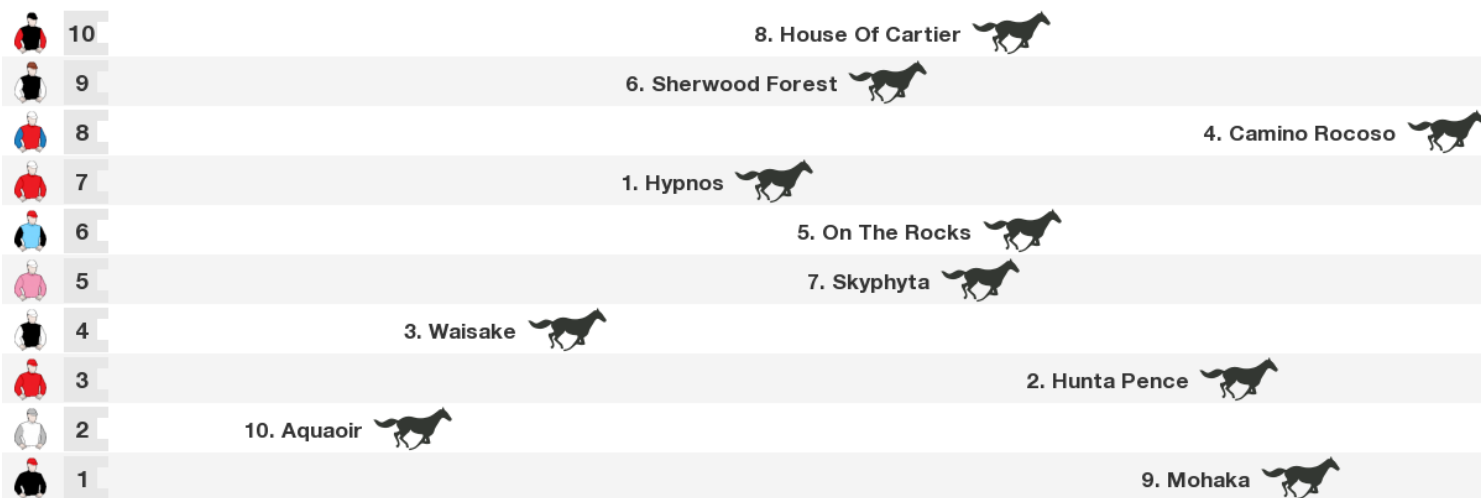 10 8. House Of Cartier
9 6. Sherwood Forest
8 4. Camino Rocoso
7 1. Hypnos
6 5. On The Rocks
5 7. Skyphyta
4 3. Waisake
3 2. Hunta Pence
2 10. Aquaoir
1 9. Mohaka